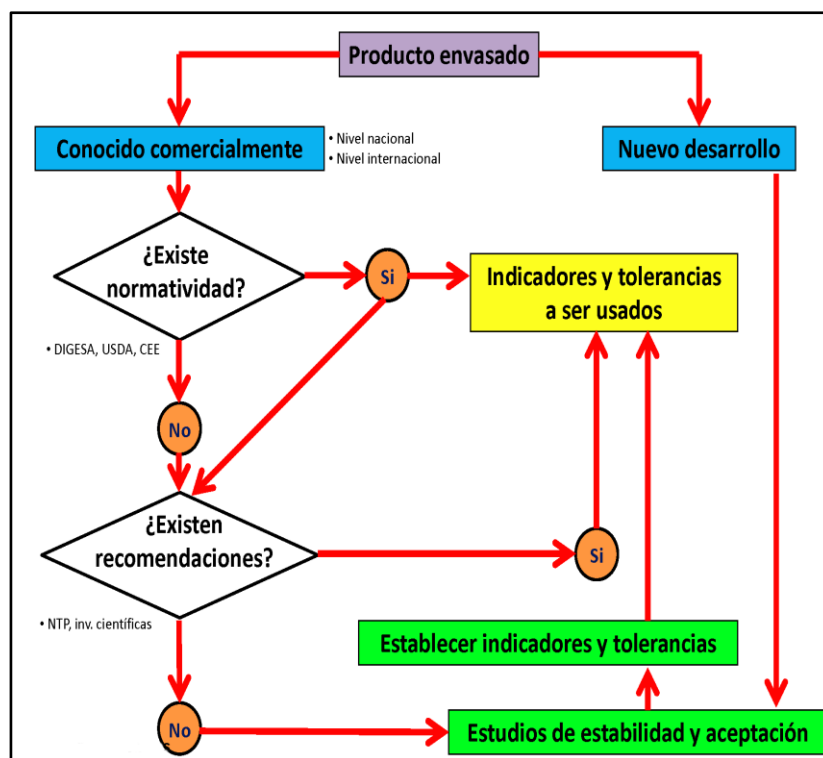 Producto envasado
Conocido comercialmente
• Nivel nacional
• Nivel internacional
Nuevo desarrollo
¿Existe
normatividad?
Si
Indicadores y tolerancias
a ser usados
• DIGESA, USDA, CEE
No
¿Existen
recomendaciones?
Si
• NTP, inv. científicas
Establecer indicadores y tolerancias
No
Estudios de estabilidad y aceptación